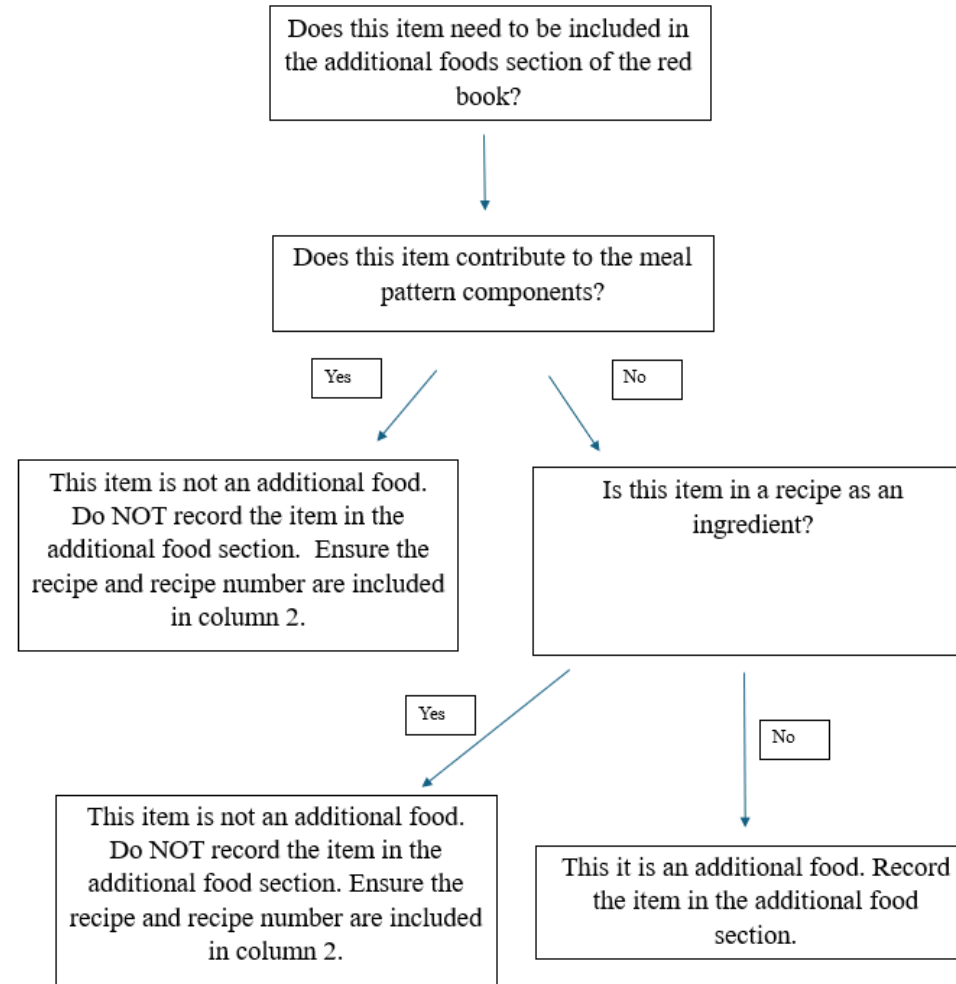 Does this item need to be included in
the additional foods section of the red
book?
Does this item contribute to the meal
pattern components?
Yes
No
This item is not an additional food.
Do NOT record the item in the
additional food section.  Ensure the
recipe and recipe number are included
in column 2.
Is this item in a recipe as an
ingredient?
Yes
No
This item is not an additional food.
Do NOT record the item in the
additional food section. Ensure the
recipe and recipe number are included
in column 2.
This it is an additional food. Record
the item in the additional food
section.